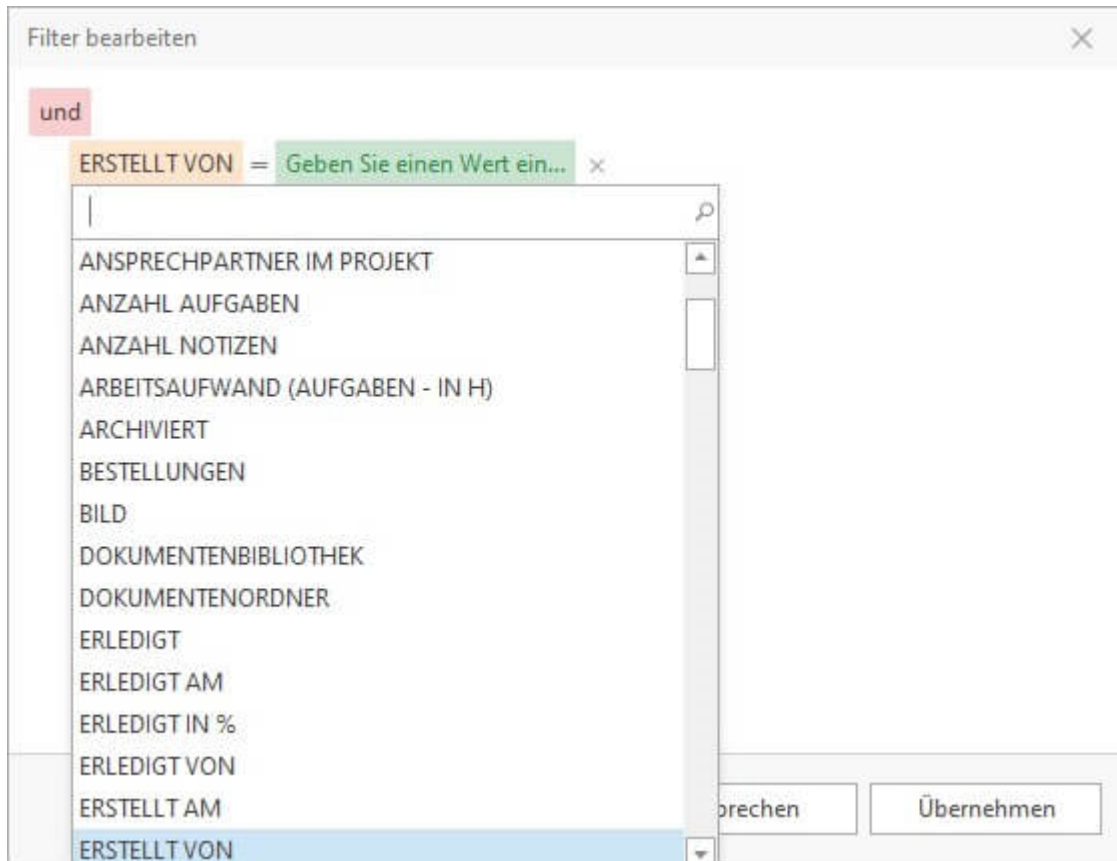 Filter bearbeiten
und
ERSTELLT VON = Geben Sie einen Wert ein... ×
ANSPRECHPARTNER IM PROJEKT
ANZAHL AUFGABEN
ANZAHL NOTIZEN
ARBEITSAUFWAND (AUFGABEN - IN H)
ARCHIVIERT
BESTELLUNGEN
BILD
DOKUMENTENBIBLIOTHEK
DOKUMENTENORDNER
ERLEDIGT
ERLEDIGT AM
ERLEDIGT IN %
ERLEDIGT VON
ERSTELLT AM
ERSTELLT VON
Übernehmen